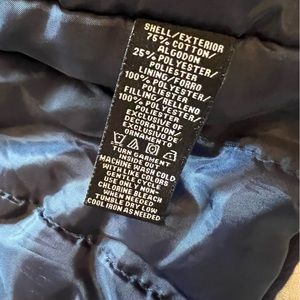 SHELL/EXTERIOR
75% COTTON/
ALGODON
25% POLYESTER/
POLIESTER
LINING/FORRO
100% POLYESTER/
POLIESTER
FILLING/RELLENO
100% POLYESTER/
POLIESTER
EXCLUSIVE OF
DECORATION/
EXCLUSIVO DE
ORNAMENTO
TURN GARMENT
INSIDE OUT
MACHINE WASH COLD
WITH LIKE COLORS
GENTLE CYCLE
ONLY NON-
CHLORINE BLEACH
WHEN NEEDED
TUMBLE DRY LOW
COOL IRON AS NEEDED